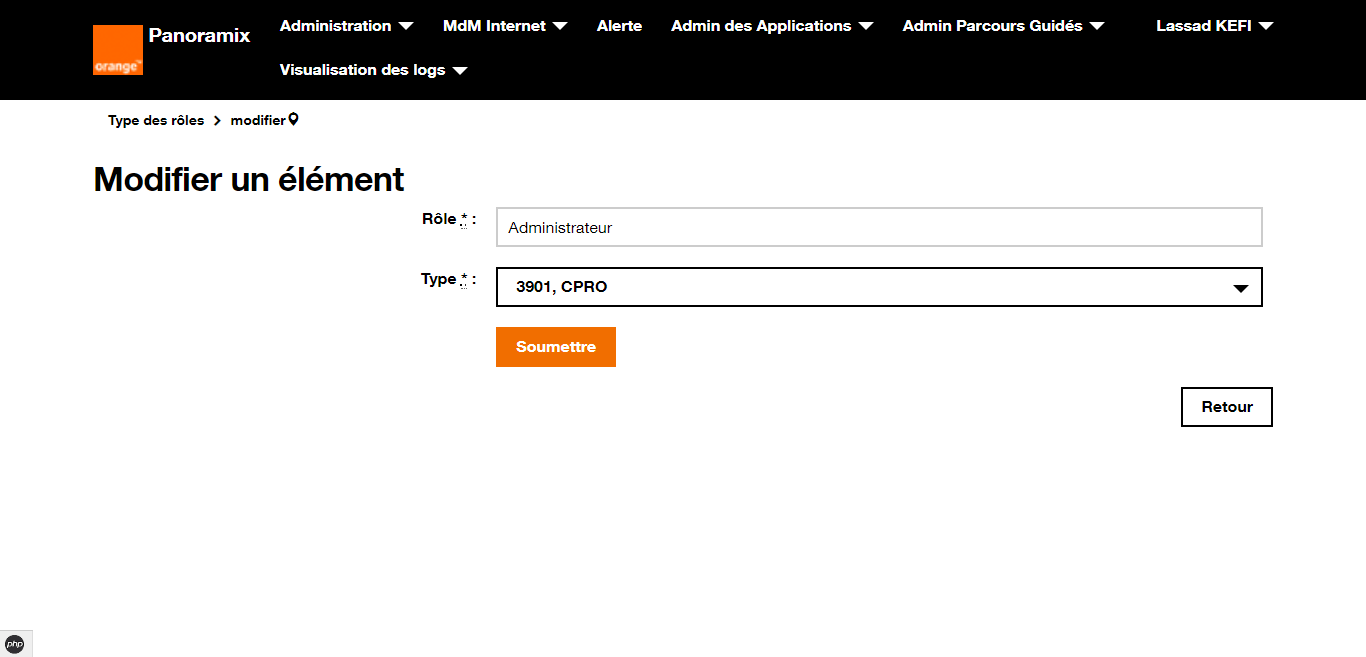 Panoramix
Administration MdM Internet Alerte Admin des Applications Admin Parcours Guidés Lassad KEFI
orange™
Visualisation des logs
Type des rôles > modifier
Modifier un élément
Rôle * : Administrateur
Type * : 3901, CPRO
Soumettre
Retour
php